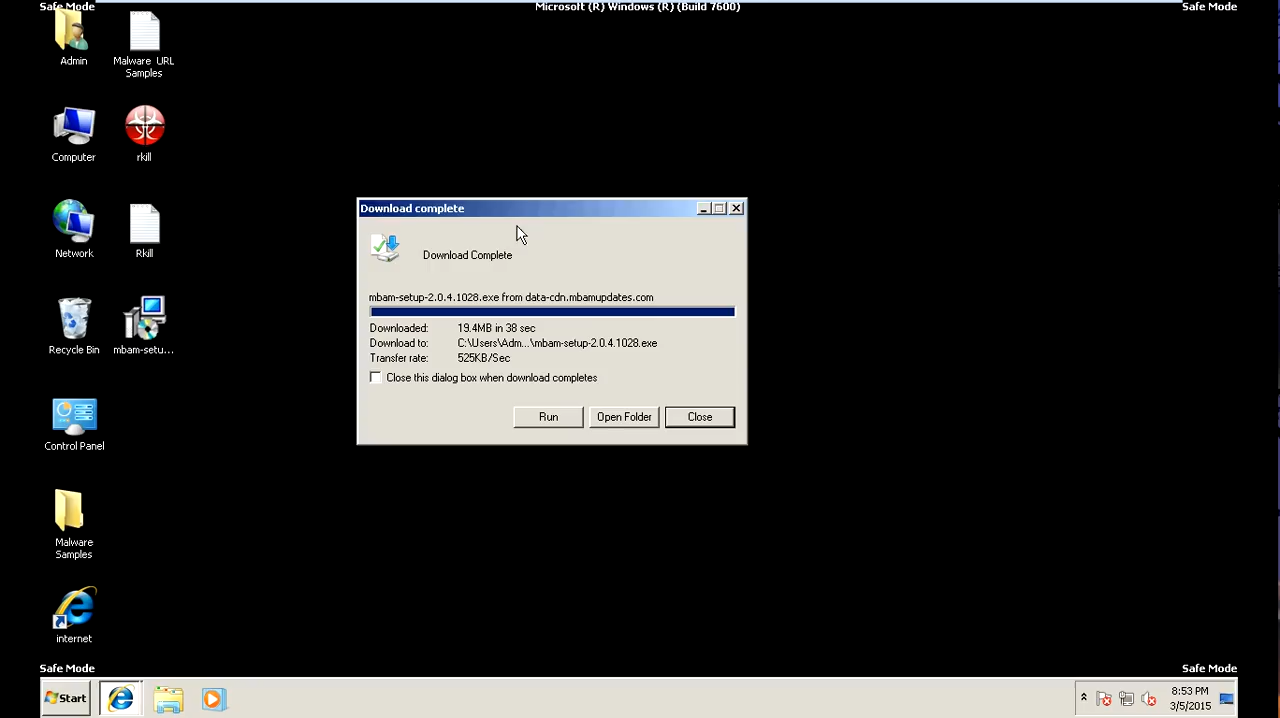 Safe Mode
Microsoft (R) Windows (R) (Build 7600)
Safe Mode
Admin
Malware URL
Samples
Computer
rkill
Network
Rkill
Recycle Bin
mbam-setu...
Control Panel
Malware
Samples
internet
Download complete
Download Complete
mbam-setup-2.0.4.1028.exe from data-cdn.mbamupdates.com
Downloaded: 19.4MB in 38 sec
Download to: C:\Users\Adm...\mbam-setup-2.0.4.1028.exe
Transfer rate: 525KB/Sec
Close this dialog box when download completes
Run
Open Folder
Close
Safe Mode
Safe Mode
Start
8:53 PM
3/5/2015